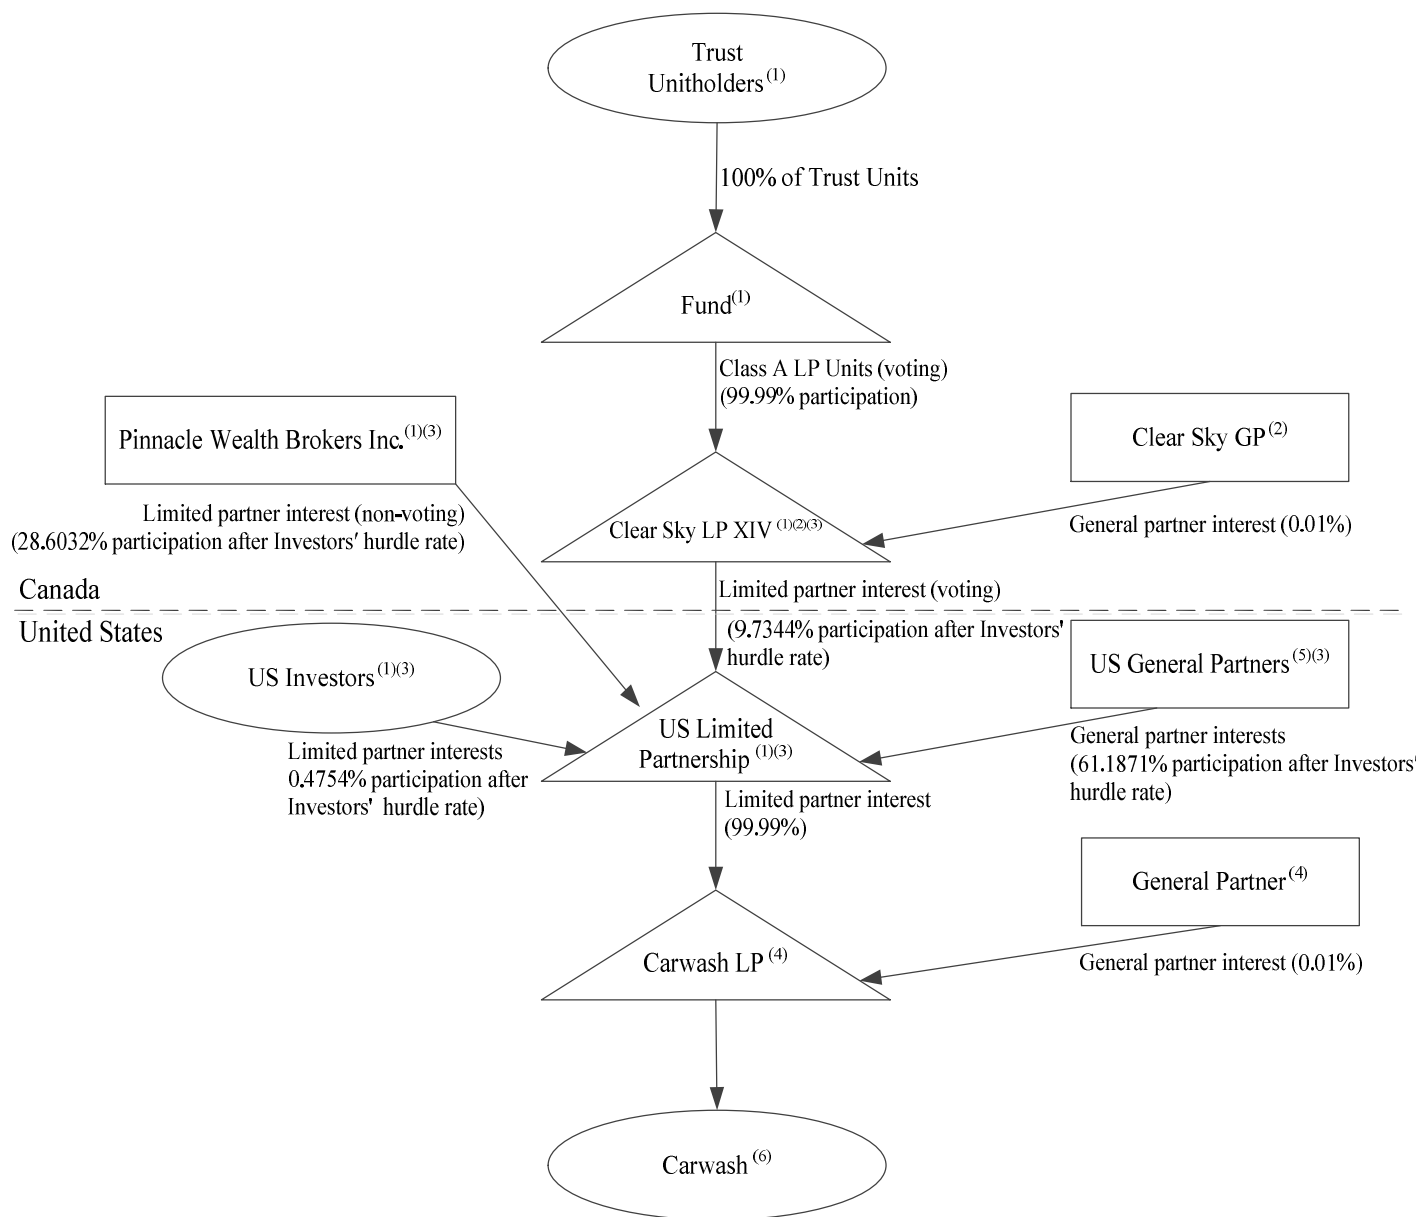 Trust
Unitholders(1)
100% of Trust Units
Fund(1)
Class A LP Units (voting)
(99.99% participation)
Pinnacle Wealth Brokers Inc.(1)(3)
Clear Sky GP(2)
Limited partner interest (non-voting)
(28.6032% participation after Investors' hurdle rate)
Clear Sky LP XIV (1)(2)(3)
General partner interest (0.01%)
Canada
Limited partner interest (voting)
United States
(9.7344% participation after Investors'
hurdle rate)
US Investors(1)(3)
US General Partners(5)(3)
US Limited
Partnership(1)(3)
Limited partner interests
0.4754% participation after
Investors' hurdle rate)
General partner interests
(61.1871% participation after Investors'
hurdle rate)
Limited partner interest
(99.99%)
General Partner(4)
Carwash LP(4)
General partner interest (0.01%)
Carwash(6)